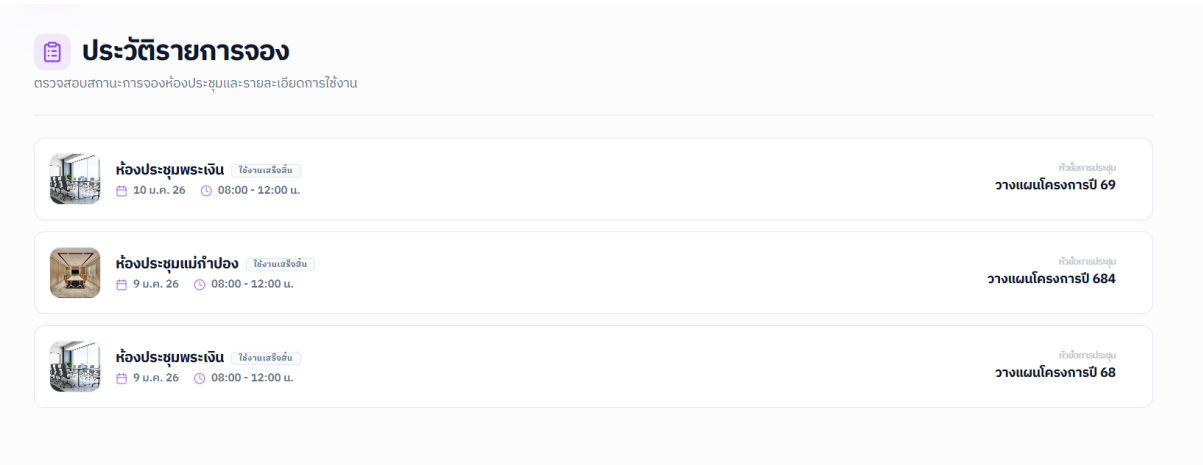 ประวัติรายการจอง
ตรวจสอบสถานะการจองห้องประชุมและรายละเอียดการใช้งาน
ห้องประชุมพระเงิน ใช้งานเสร็จสิ้น
10 ม.ค. 26 08:00 - 12:00 น.
หัวข้อการประชุม
วางแผนโครงการปี 69
ห้องประชุมแม่กำปอง ใช้งานเสร็จสิ้น
9 ม.ค. 26 08:00 - 12:00 น.
หัวข้อการประชุม
วางแผนโครงการปี 684
ห้องประชุมพระเงิน ใช้งานเสร็จสิ้น
9 ม.ค. 26 08:00 - 12:00 น.
หัวข้อการประชุม
วางแผนโครงการปี 68